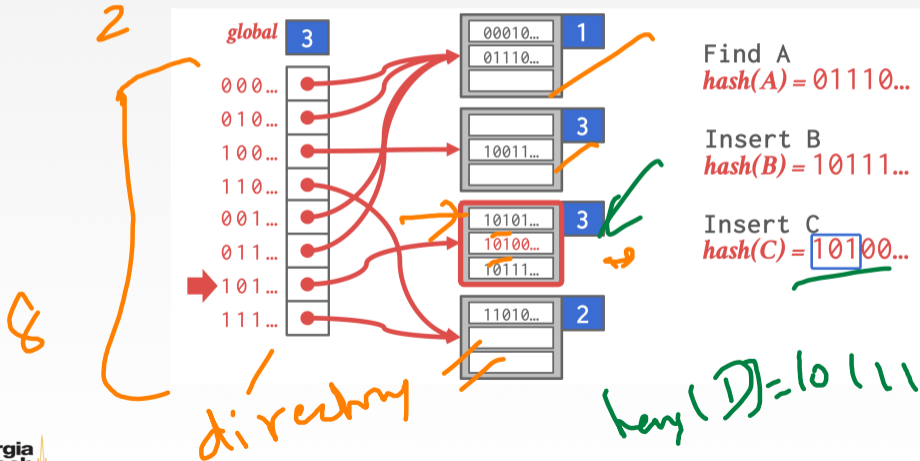 2
global 3
000...
010...
100...
110...
001...
011...
101...
111...
8
directory
00010... 1
01110...
3
10011...
10101... 3
10100...
10111...
11010... 2
Find A
hash(A) = 01110...
Insert B
hash(B) = 10111...
Insert C
hash(C) = 10100...
(D)=10111
rgia